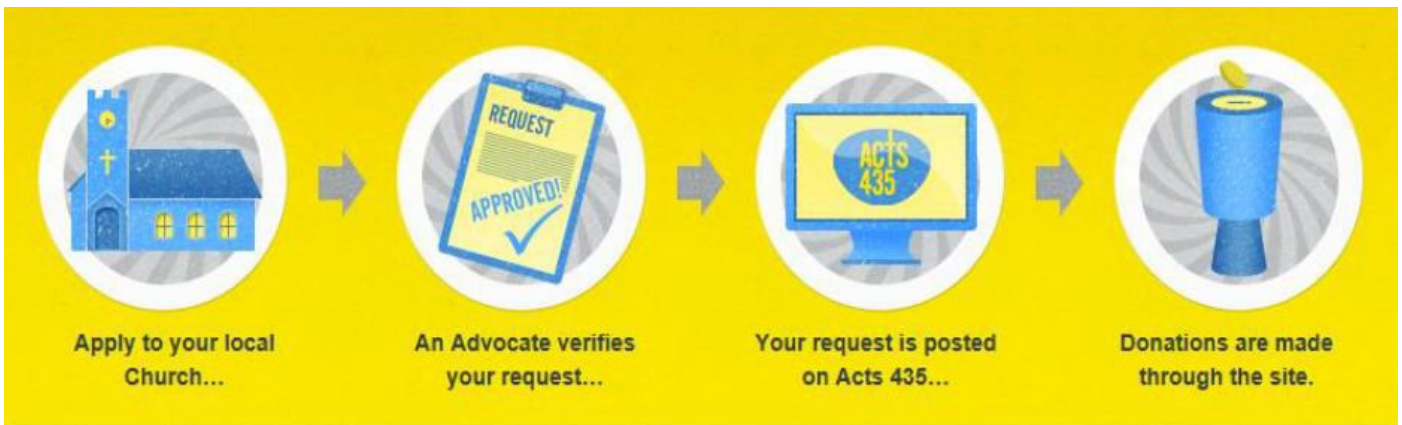 REQUEST
APPROVED!
ACTS
435
Apply to your local
Church...
An Advocate verifies
your request...
Your request is posted
on Acts 435...
Donations are made
through the site.